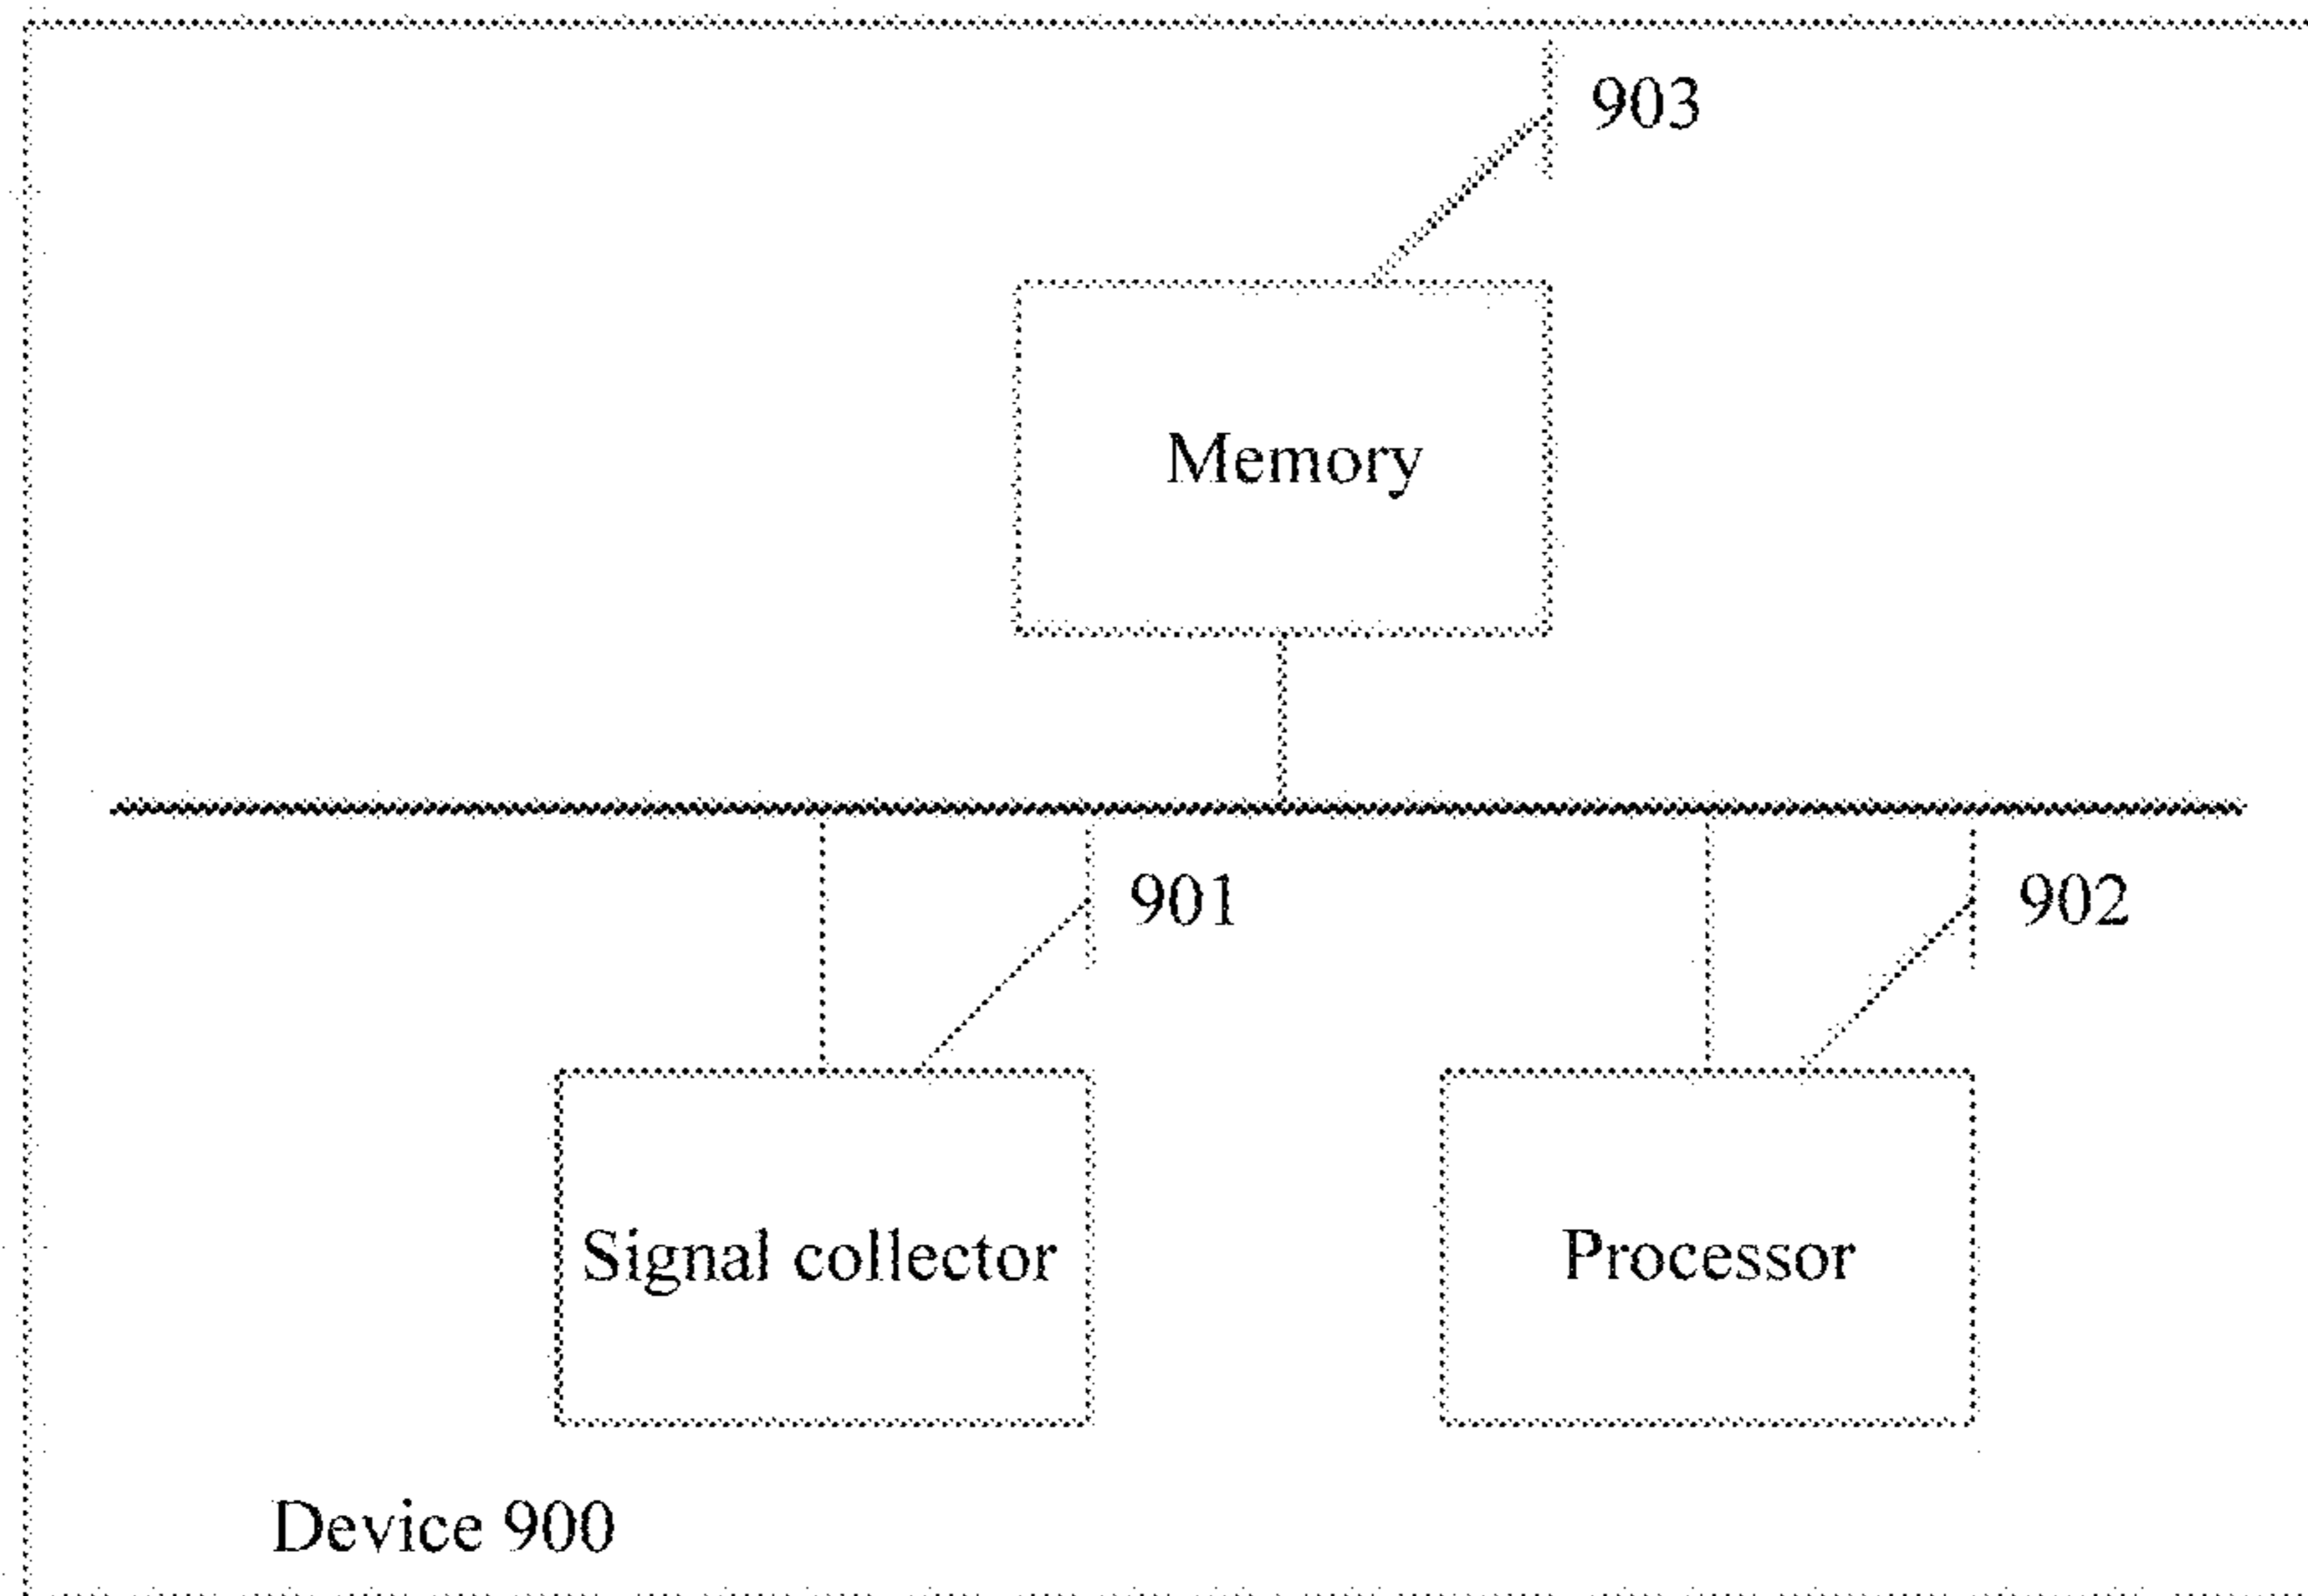 903
Memory
901
902
Signal collector
Processor
Device 900